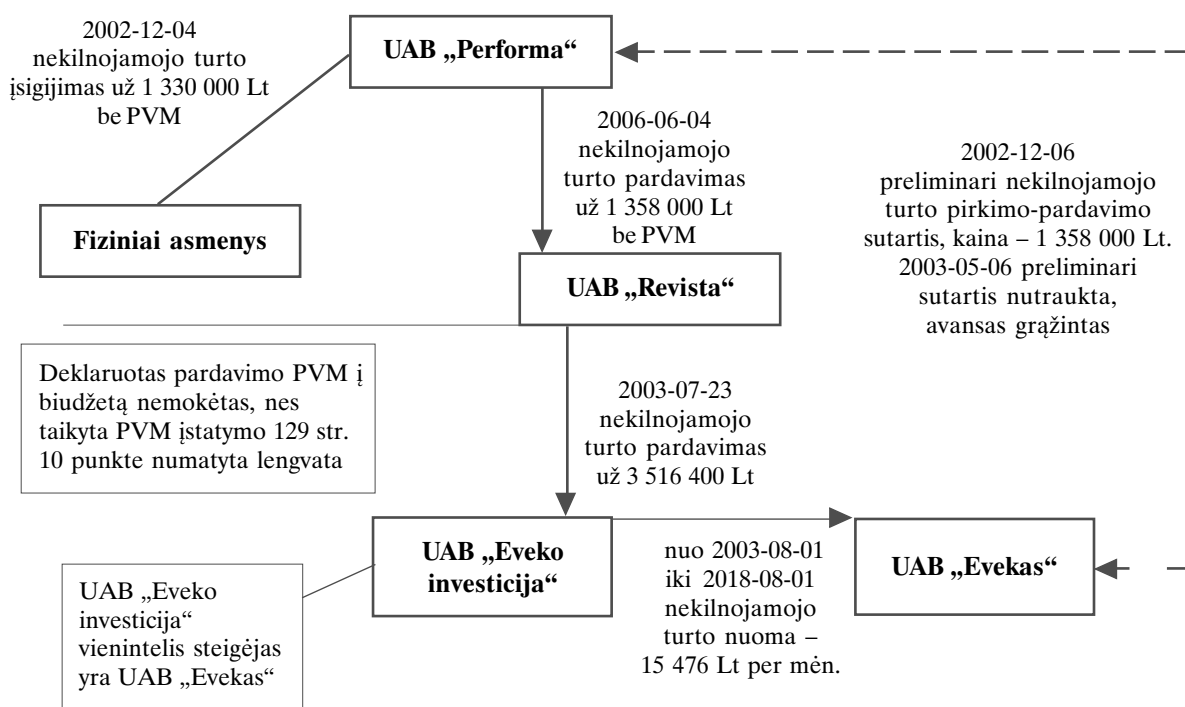 2002-12-04
nekilnojamojo turto
įsigijimas už 1 330 000 Lt
be PVM
UAB „Performa“
2006-06-04
nekilnojamojo
turto pardavimas
už 1 358 000 Lt
be PVM
2002-12-06
preliminari nekilnojamojo
turto pirkimo-pardavimo
sutartis, kaina – 1 358 000 Lt.
2003-05-06 preliminari
sutartis nutraukta,
avansas grąžintas
Fiziniai asmenys
UAB „Revista“
Deklaruotas pardavimo PVM į
biudžetą nemokėtas, nes
taikyta PVM įstatymo 129 str.
10 punkte numatyta lengvata
2003-07-23
nekilnojamojo
turto pardavimas
už 3 516 400 Lt
UAB „Eveko
investicija“
nuo 2003-08-01
iki 2018-08-01
nekilnojamojo
turto nuoma –
15 476 Lt per mėn.
UAB „Evekas“
UAB „Eveko
investicija“
vienintelis steigėjas
yra UAB „Evekas“